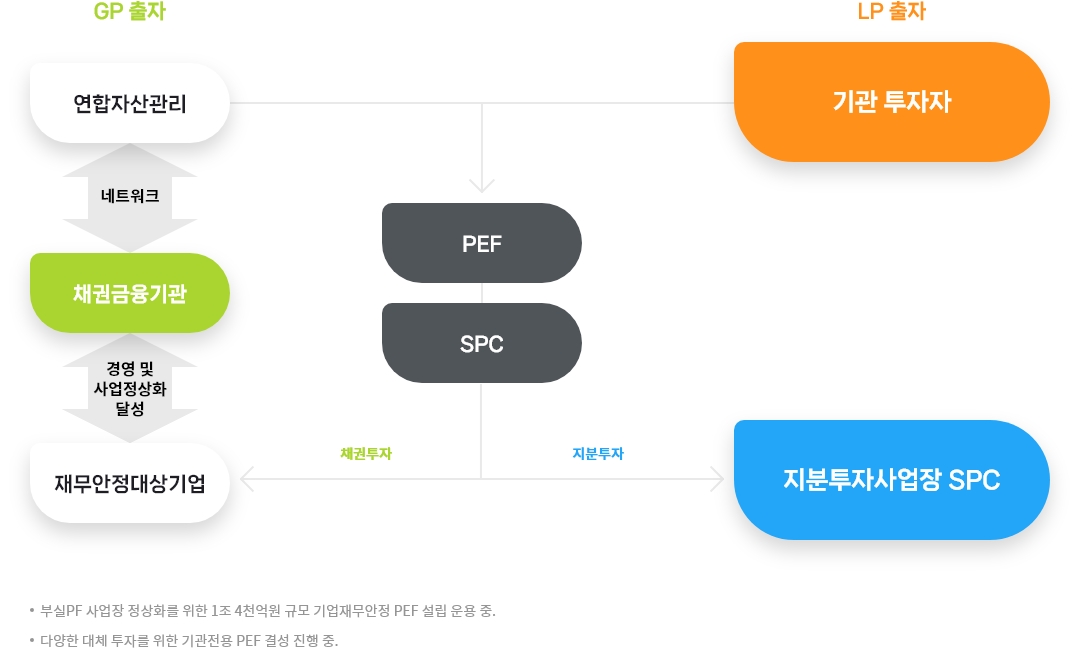 GP 출자
LP 출자
연합자산관리
기관 투자자
네트워크
PEF
채권금융기관
SPC
경영 및
사업정상화
달성
채권투자
지분투자
재무안정대상기업
지분투자사업장 SPC
• 부실PF 사업장 정상화를 위한 1조 4천억원 규모 기업재무안정 PEF 설립 운용 중.
• 다양한 대체 투자를 위한 기관전용 PEF 결성 진행 중.